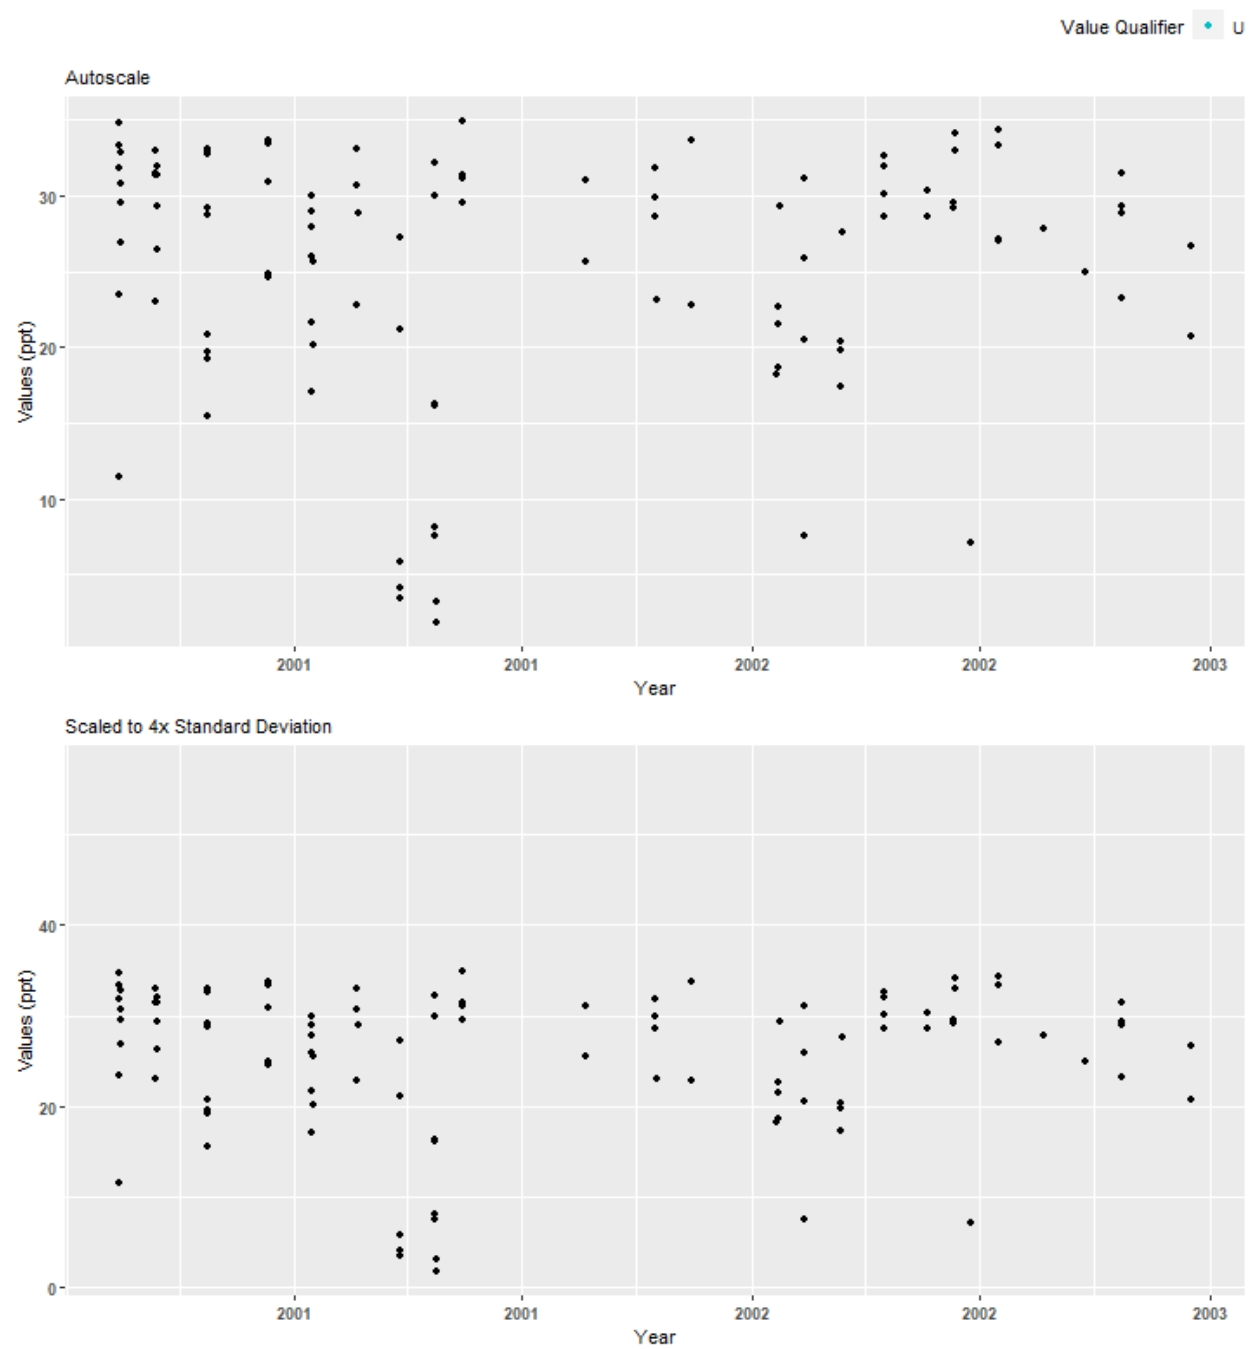 Value Qualifier U
Autoscale
Values (ppt)
30
20
10
2001 2001 2002 2002 2003
Year
Scaled to 4x Standard Deviation
Values (ppt)
40
20
0
2001 2001 2002 2002 2003
Year